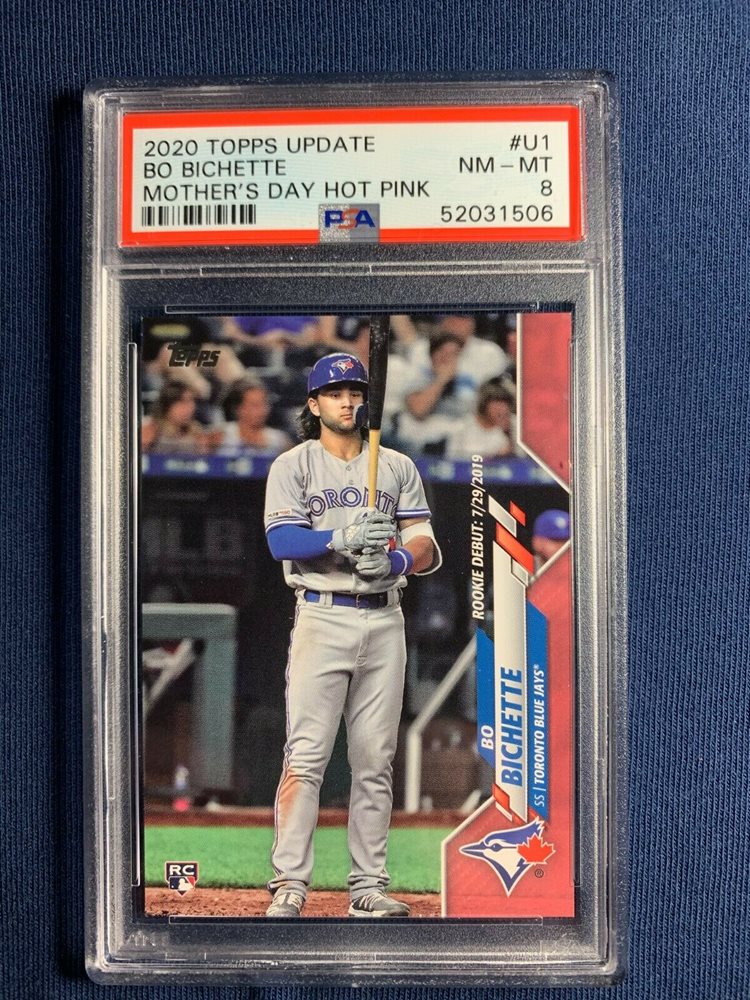 2020 TOPPS UPDATE #U1
BO BICHETTE NM – MT
MOTHER'S DAY HOT PINK 8
PSA 52031506
Topps
TORONTO
ROOKIE DEBUT: 7/29/2019
BO
BICHETTE
SS | TORONTO BLUE JAYS®
RC
®